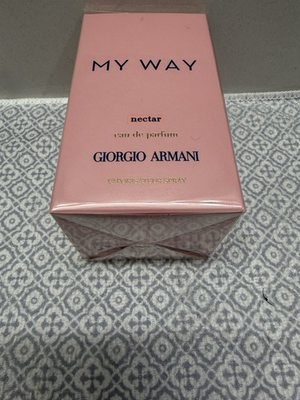 MY WAY
nectar
eau de parfum
GIORGIO ARMANI